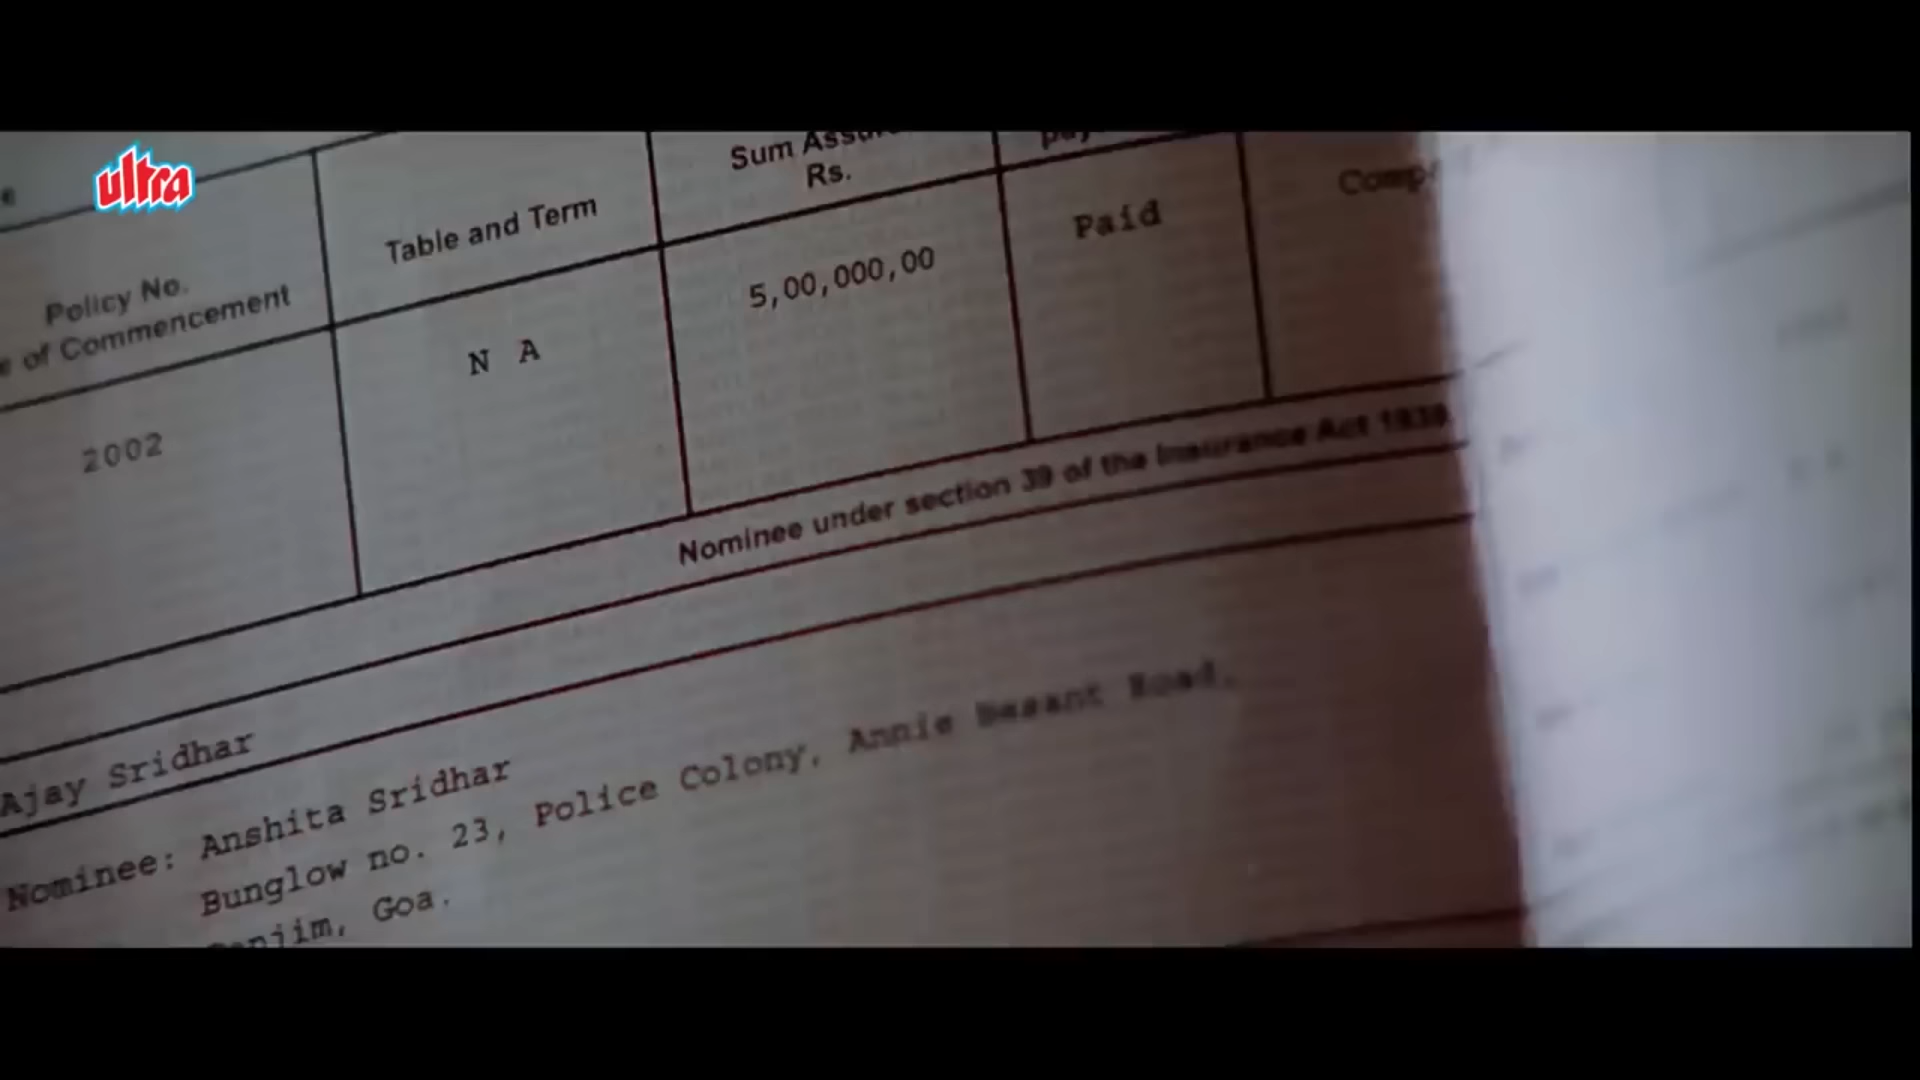 ultra
Sum Assu
Rs.
Table and Term
Policy No.
of Commencement
Paid
5,00,000,00
N A
2002
Nominee under section 39 of the Insurance Act 1938
Ajay Sridhar
Nominee: Anshita Sridhar
Bunglow no. 23, Police Colony, Annie Besant Road,
Panjim, Goa.